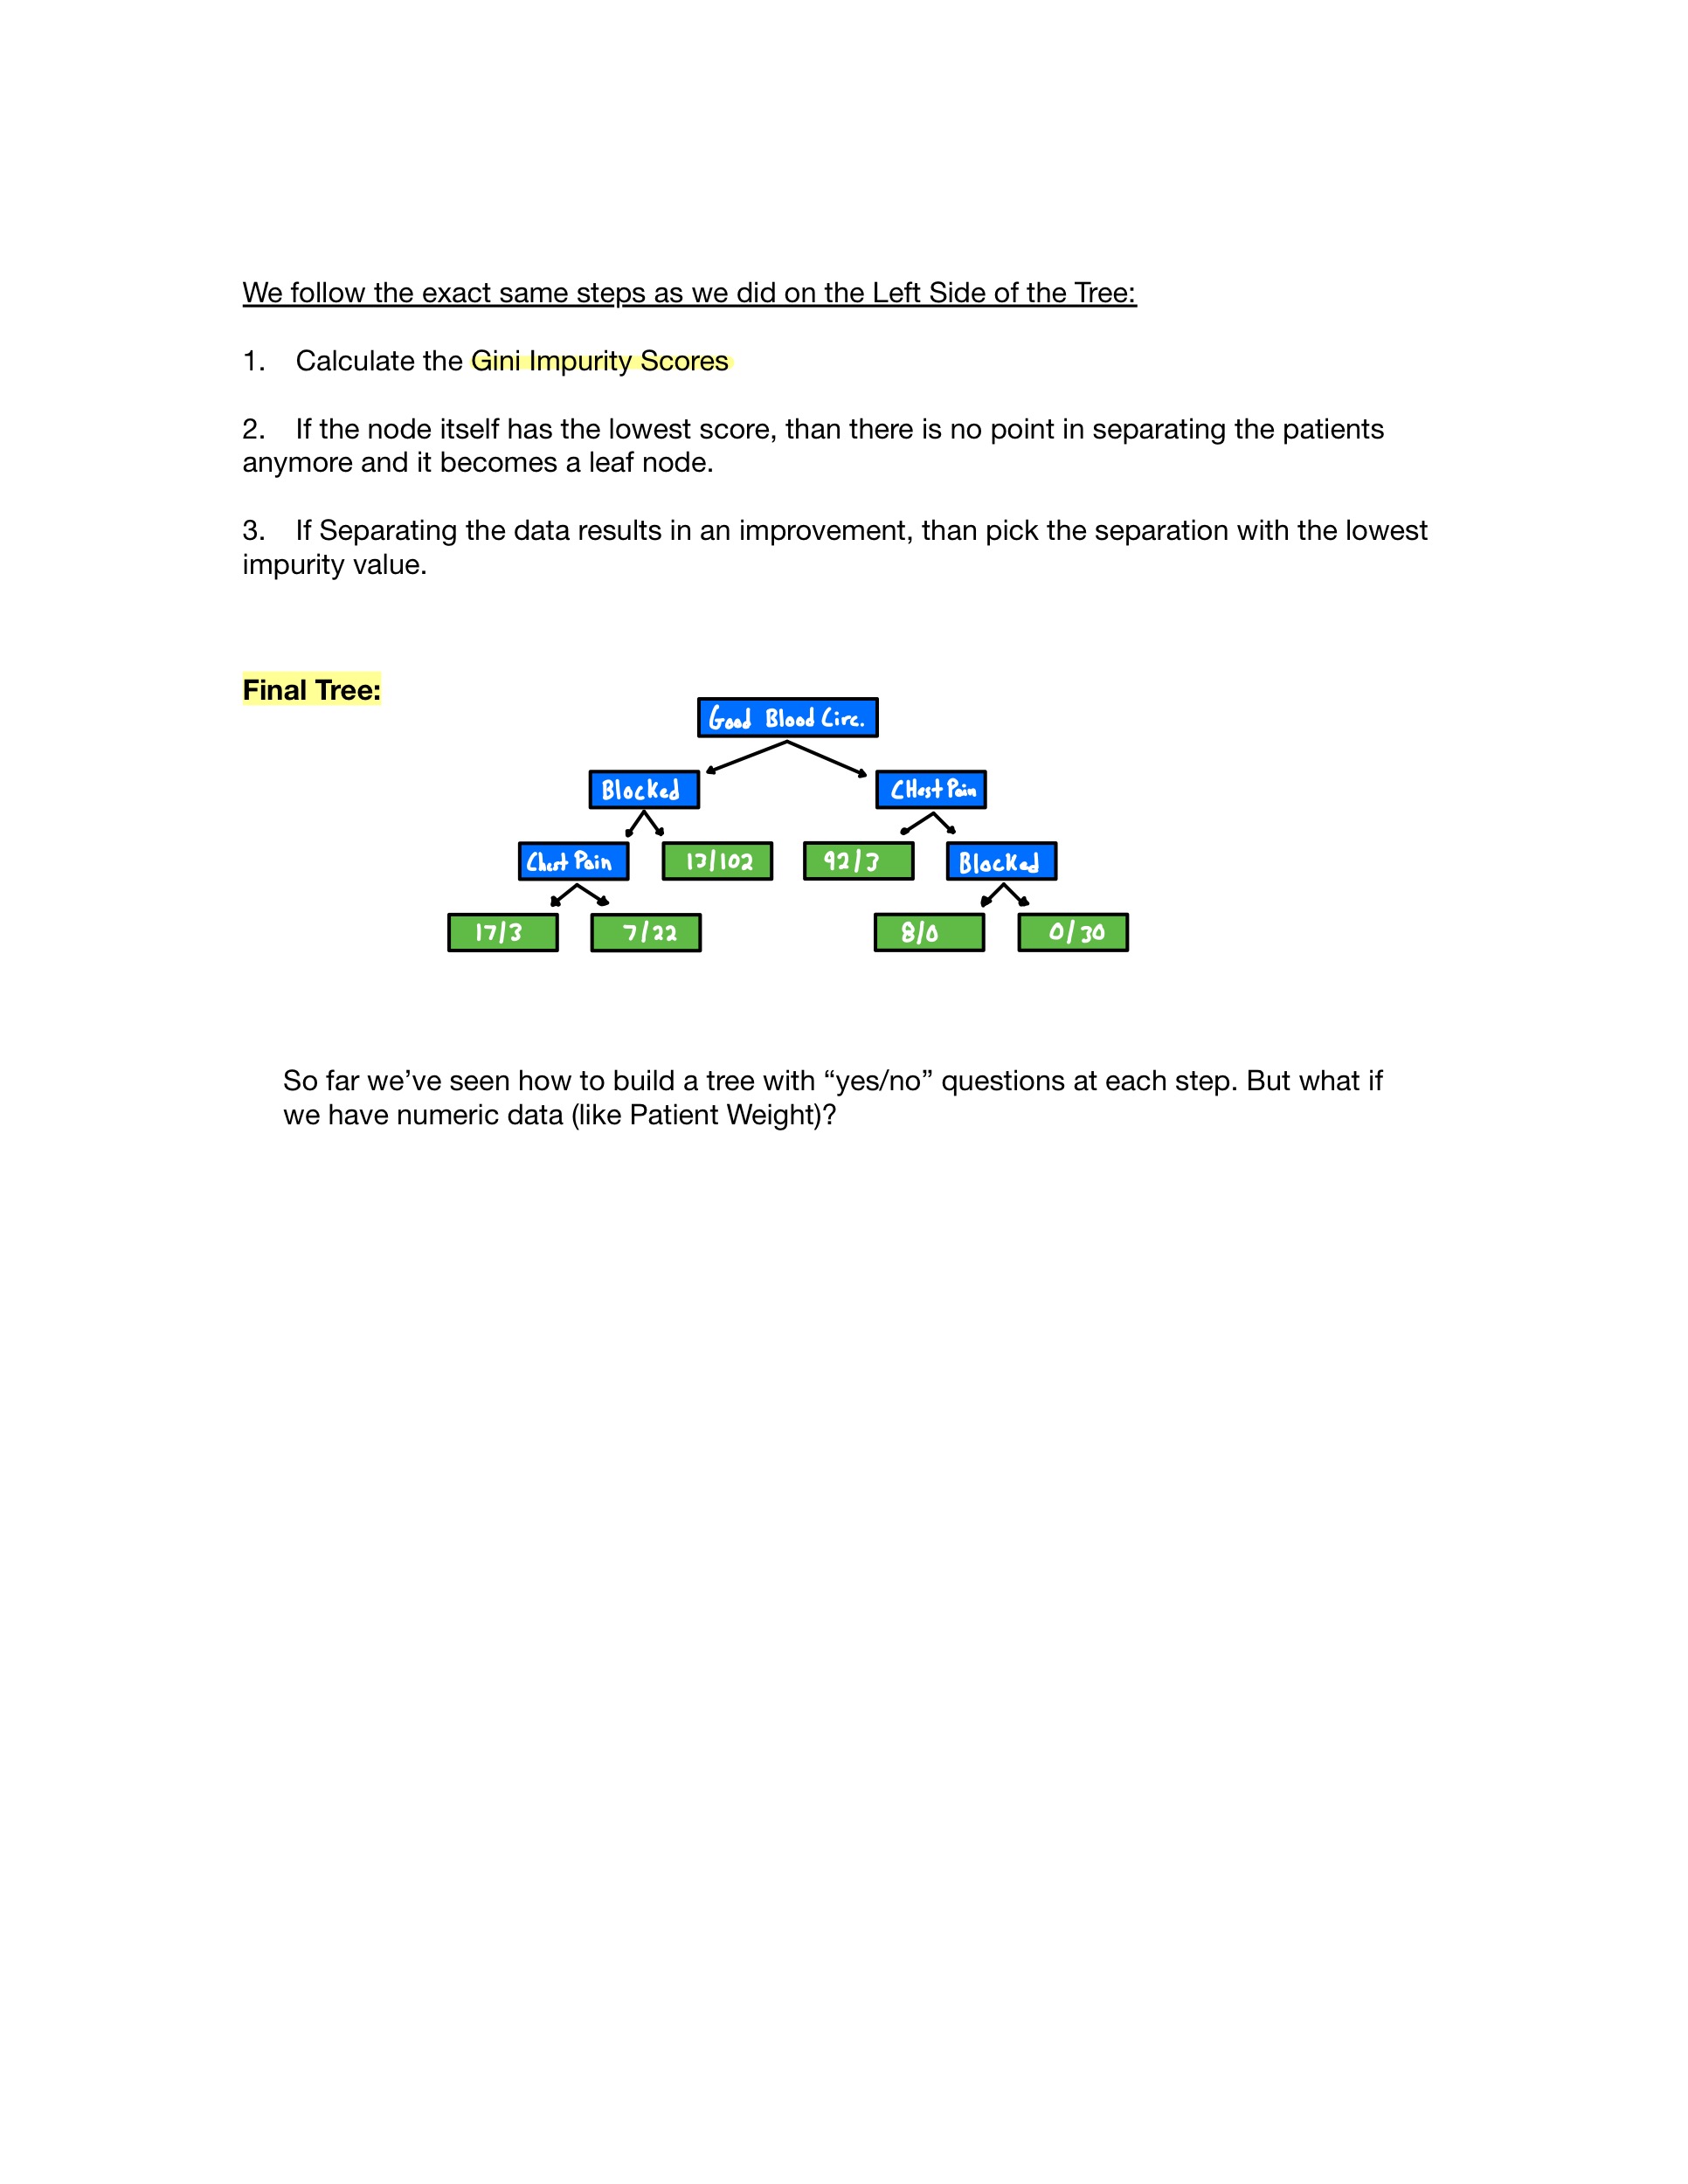 We follow the exact same steps as we did on the Left Side of the Tree:
1. Calculate the Gini Impurity Scores
2. If the node itself has the lowest score, than there is no point in separating the patients
anymore and it becomes a leaf node.
3. If Separating the data results in an improvement, than pick the separation with the lowest
impurity value.
Final Tree:
Good Blood Circ.
Blocked
CHest Pain
Chest Pain
13/102
92/3
Blocked
17/3
7/22
8/0
0/30
So far we’ve seen how to build a tree with “yes/no” questions at each step. But what if
we have numeric data (like Patient Weight)?